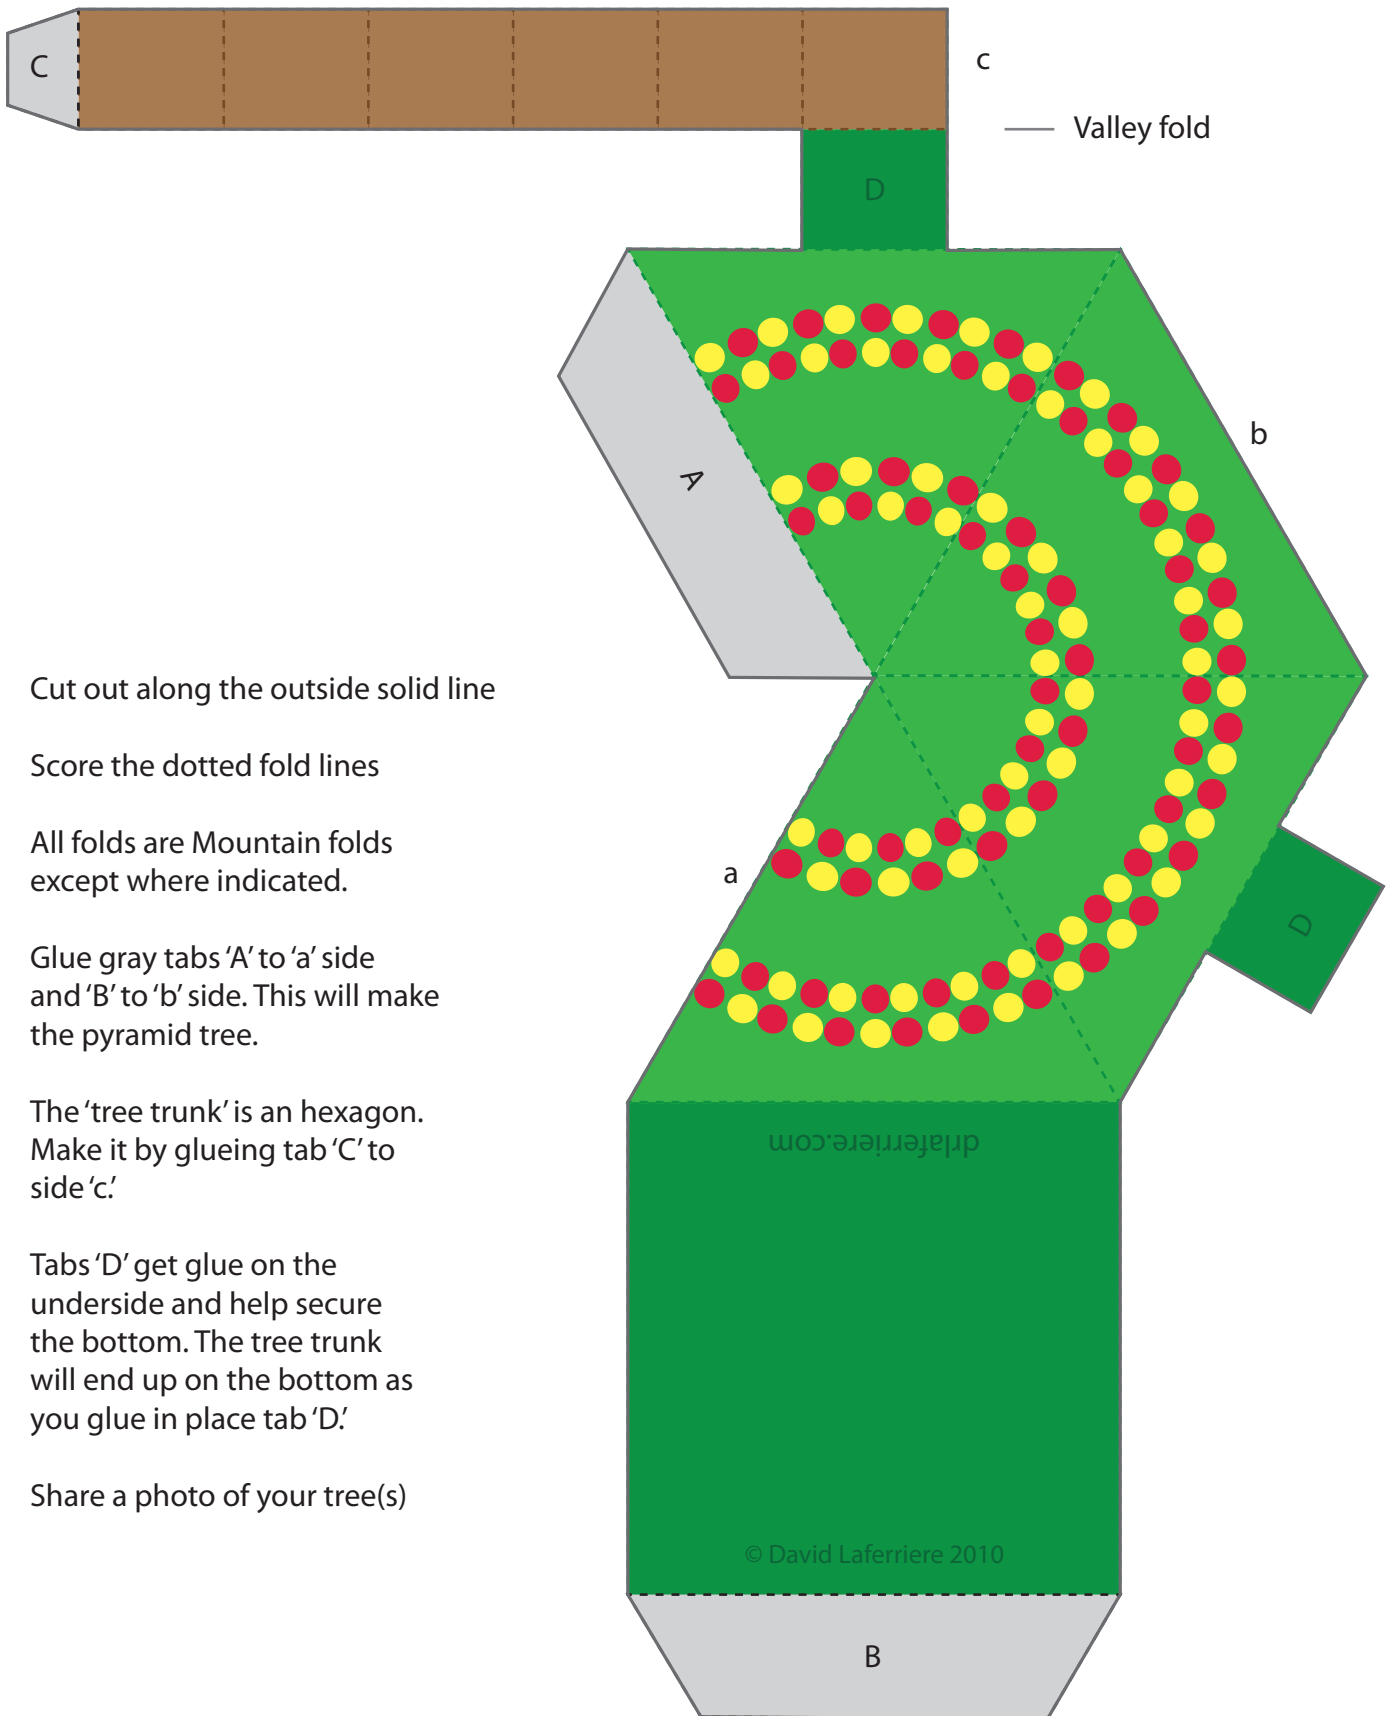 C
c
Valley fold
D
b
A
Cut out along the outside solid line
Score the dotted fold lines
All folds are Mountain folds
except where indicated.
Glue gray tabs ‘A’ to ‘a’ side
and ‘B’ to ‘b’ side. This will make
the pyramid tree.
The ‘tree trunk’ is an hexagon.
Make it by glueing tab ‘C’ to
side ‘c.’
Tabs ‘D’ get glue on the
underside and help secure
the bottom. The tree trunk
will end up on the bottom as
you glue in place tab ‘D.’
Share a photo of your tree(s)
a
D
drlaferriere.com
© David Laferriere 2010
B